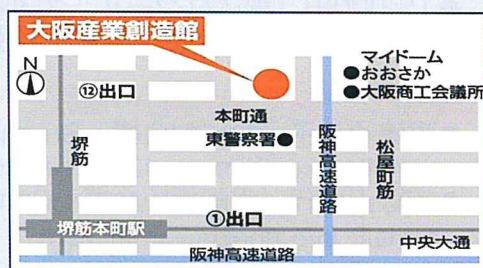 大阪産業創造館
N
マイドーム
●おおさか
●大阪商工会議所
⑫出口
本町通
東警察署●
堺筋
阪神高速道路
松屋町筋
①出口
堺筋本町駅
中央大通
阪神高速道路